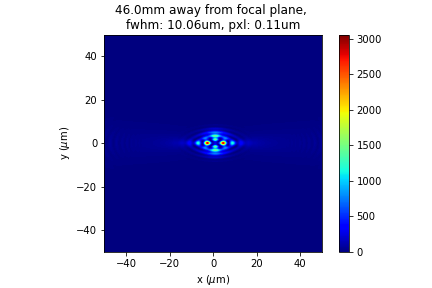 46.0mm away from focal plane,
fwhm: 10.06um, pxl: 0.11um
40
20
0
−20
−40
y (μm)
−40 −20 0 20 40
x (μm)
3000
2500
2000
1500
1000
500
0